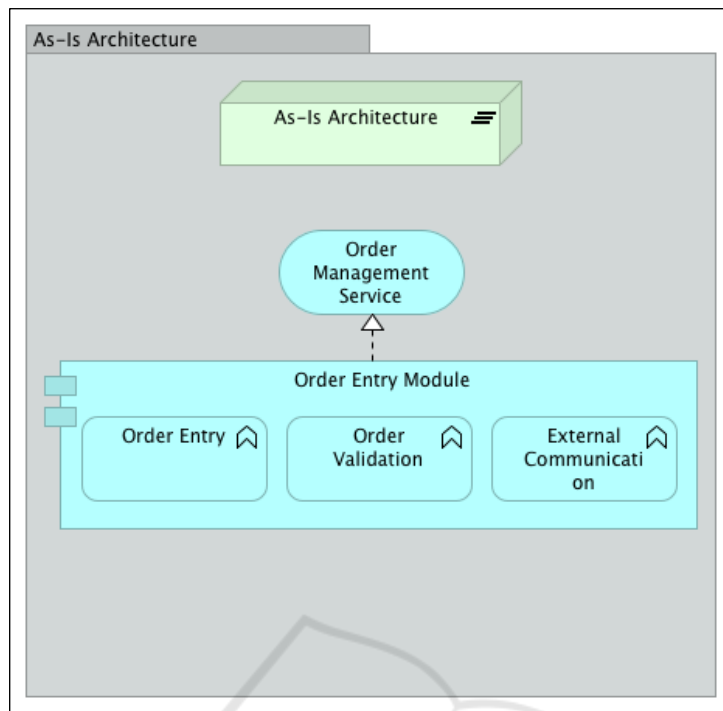 As-Is Architecture
As-Is Architecture
Order
Management
Service
Order Entry Module
Order Entry
Order
Validation
External
Communicati
on